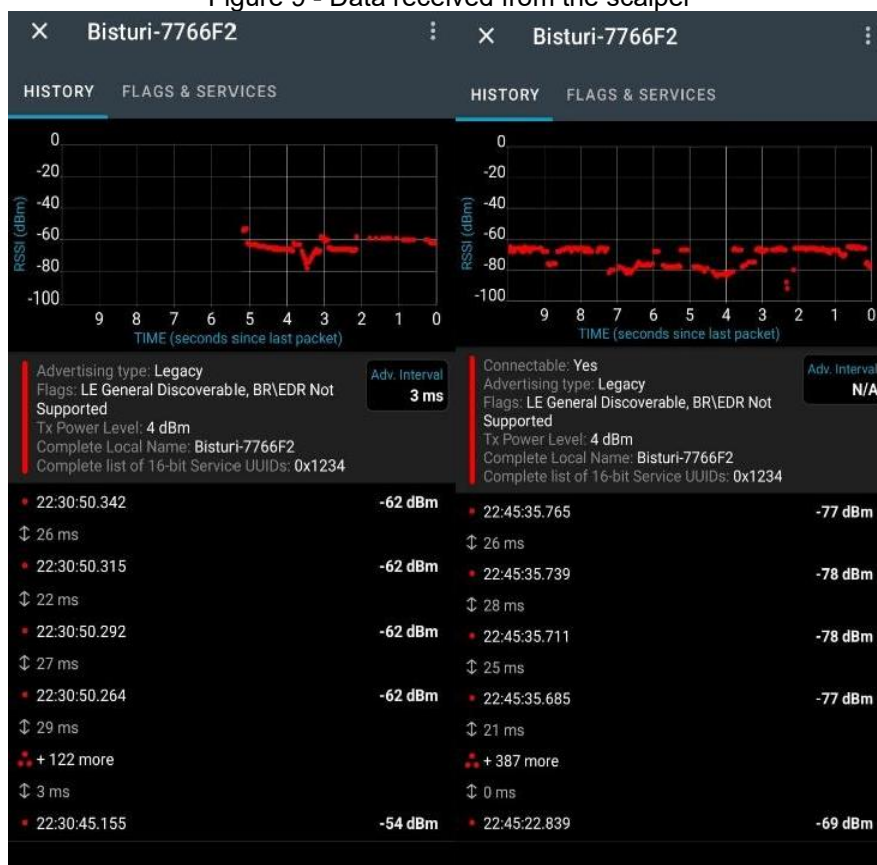 Figure 9 - Data received from the scalpel
Bisturi-7766F2
HISTORY FLAGS & SERVICES
0
-20
-40
-60
-80
-100
RSSI (dBm)
9 8 7 6 5 4 3 2 1 0
TIME (seconds since last packet)
Advertising type: Legacy
Flags: LE General Discoverable, BR\EDR Not
Supported
Tx Power Level: 4 dBm
Complete Local Name: Bisturi-7766F2
Complete list of 16-bit Service UUIDs: 0x1234
Adv. Interval
3 ms
22:30:50.342 -62 dBm
26 ms
22:30:50.315 -62 dBm
22 ms
22:30:50.292 -62 dBm
27 ms
22:30:50.264 -62 dBm
29 ms
+ 122 more
3 ms
22:30:45.155 -54 dBm
Bisturi-7766F2
HISTORY FLAGS & SERVICES
0
-20
-40
-60
-80
-100
RSSI (dBm)
9 8 7 6 5 4 3 2 1 0
TIME (seconds since last packet)
Connectable: Yes
Advertising type: Legacy
Flags: LE General Discoverable, BR\EDR Not
Supported
Tx Power Level: 4 dBm
Complete Local Name: Bisturi-7766F2
Complete list of 16-bit Service UUIDs: 0x1234
Adv. Interval
N/A
22:45:35.765 -77 dBm
26 ms
22:45:35.739 -78 dBm
28 ms
22:45:35.711 -78 dBm
25 ms
22:45:35.685 -77 dBm
21 ms
+ 387 more
0 ms
22:45:22.839 -69 dBm